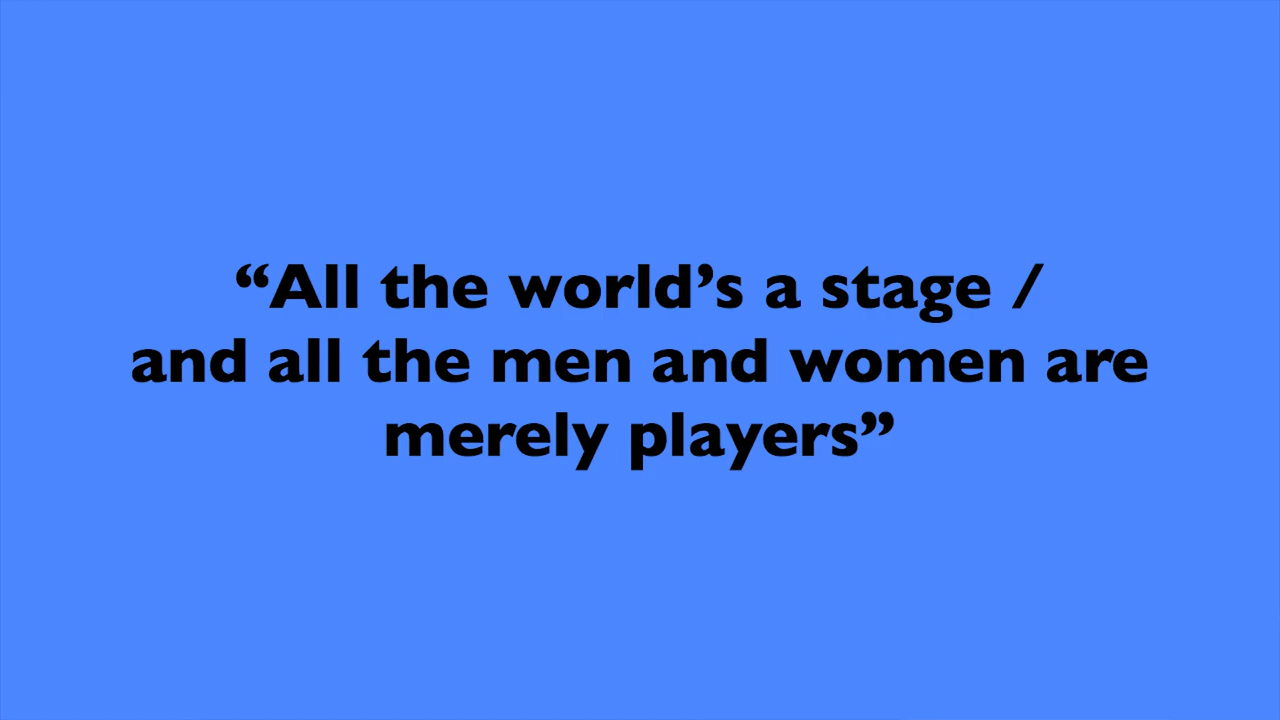 “All the world’s a stage /
and all the men and women are
merely players”